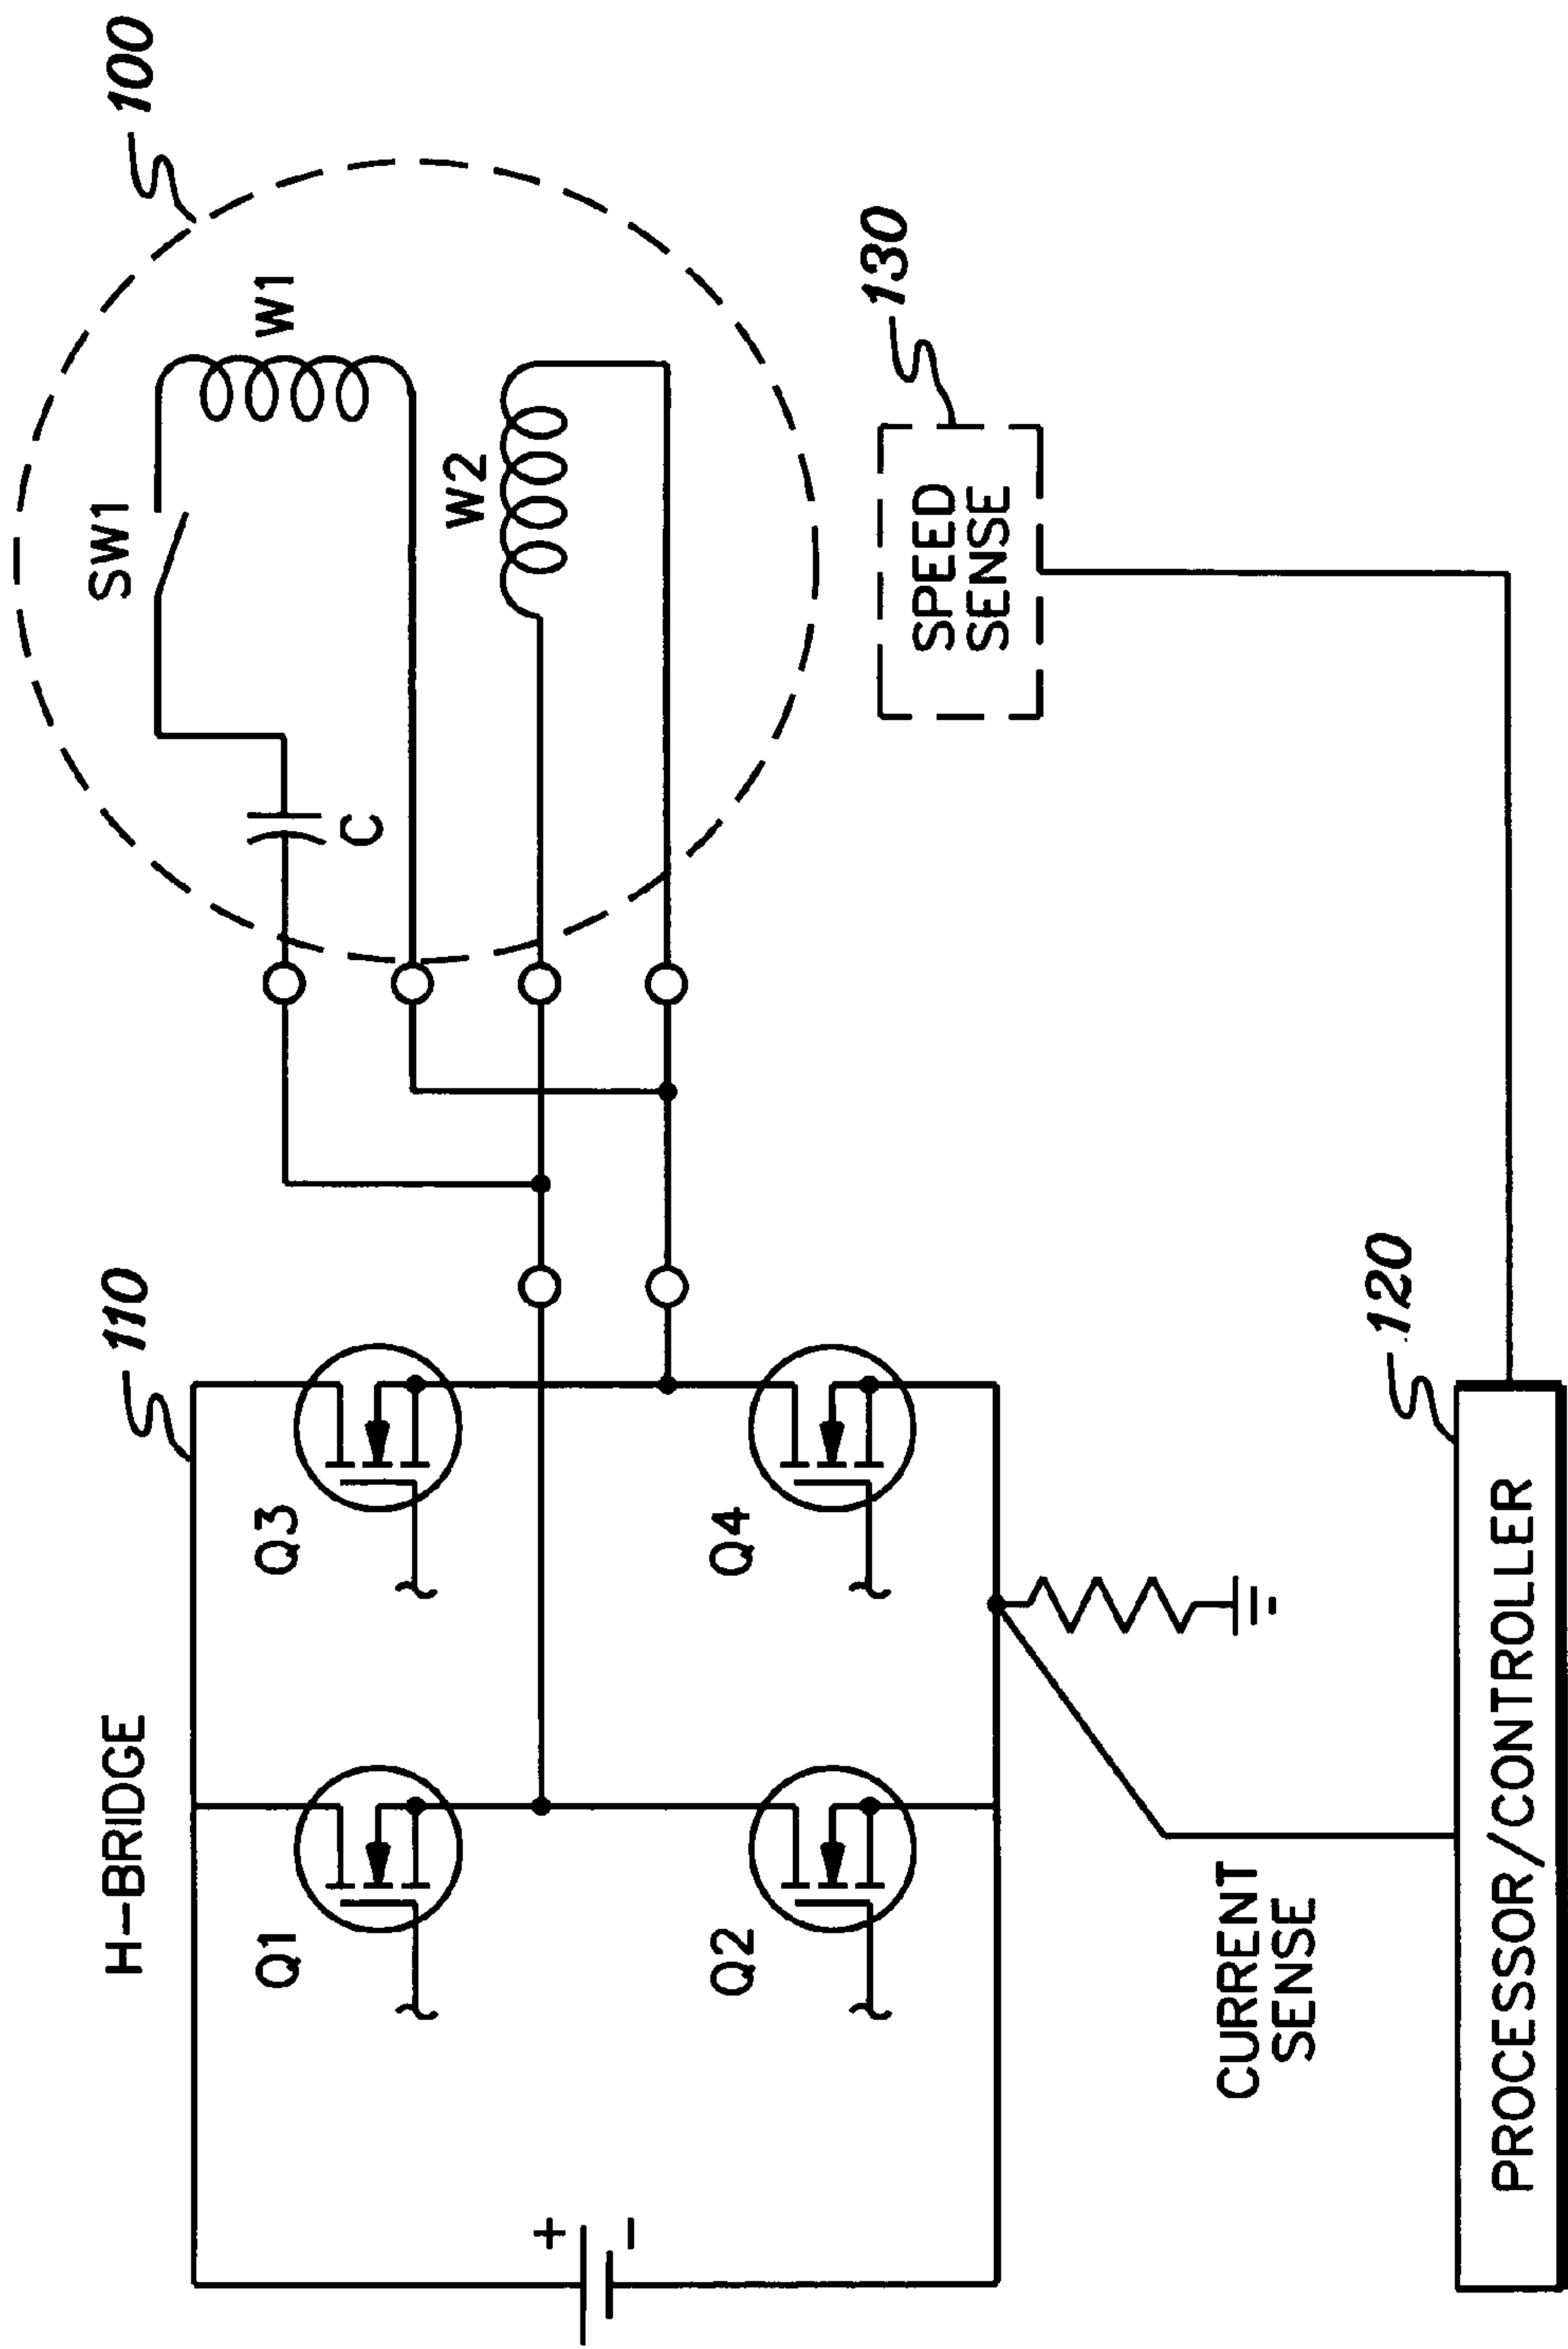 H-BRIDGE
110
100
Q1
Q3
Q2
Q4
SW1
W1
C
W2
+
-
130
SPEED
SENSE
CURRENT
SENSE
120
PROCESSOR/CONTROLLER